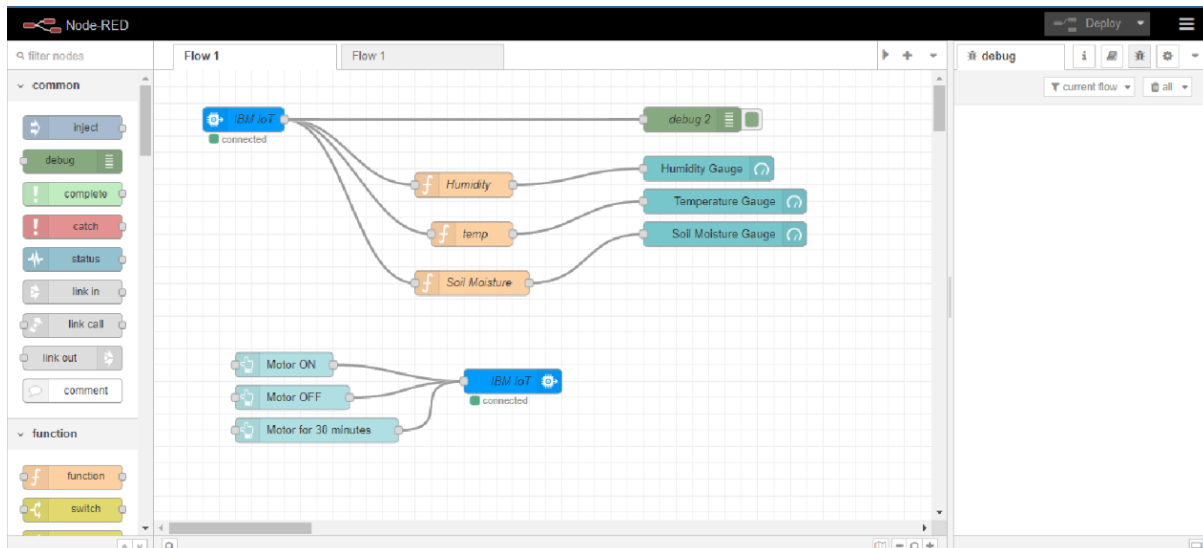 Node-RED
Deploy
filter nodes
common
inject
debug
complete
catch
status
link in
link call
link out
comment
function
function
switch
Flow 1
Flow 1
IBM IoT
connected
debug 2
Humidity
Humidity Gauge
temp
Temperature Gauge
Soil Moisture
Soil Moisture Gauge
Motor ON
Motor OFF
Motor for 30 minutes
IBM IoT
connected
debug
i
current flow
all